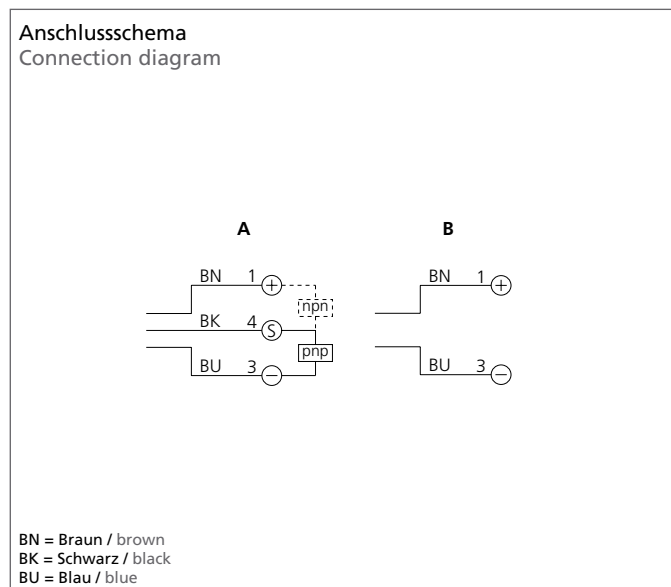 Anschlussschema
Connection diagram
A
B
BN 1 +
npn
BK 4 S
pnp
BU 3 −
BN 1 +
BU 3 −
BN = Braun / brown
BK = Schwarz / black
BU = Blau / blue